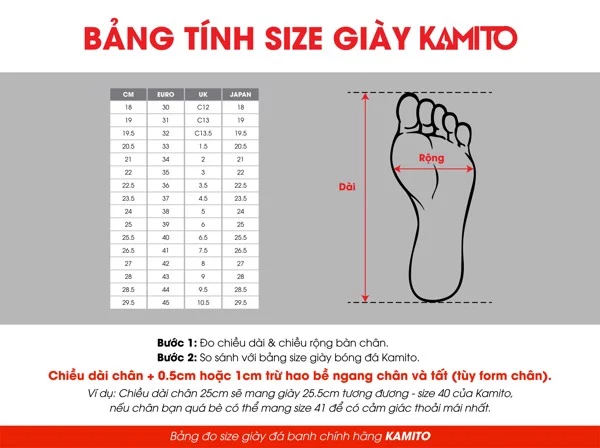 BẢNG TÍNH SIZE GIÀY KAMITO
CM EURO UK JAPAN
18 30 C12 18
19 31 C13 19
19.5 32 C13.5 19.5
20.5 33 1.5 20.5
21 34 2 21
22 35 3 22
22.5 36 3.5 22.5
23.5 37 4.5 23.5
24 38 5 24
25 39 6 25
25.5 40 6.5 25.5
26.5 41 7.5 26.5
27 42 8 27
28 43 9 28
28.5 44 9.5 28.5
29.5 45 10.5 29.5
Rộng
Dài
Bước 1: Đo chiều dài & chiều rộng bàn chân.
Bước 2: So sánh với bảng size giày bóng đá Kamito.
Chiều dài chân + 0.5cm hoặc 1cm trừ hao bề ngang chân và tất (tùy form chân).
Ví dụ: Chiều dài chân 25cm sẽ mang giày 25.5cm tương đương - size 40 của Kamito,
nếu chân bạn quá bè có thể mang size 41 để có cảm giác thoải mái nhất.
Bảng đo size giày đá banh chính hãng KAMITO